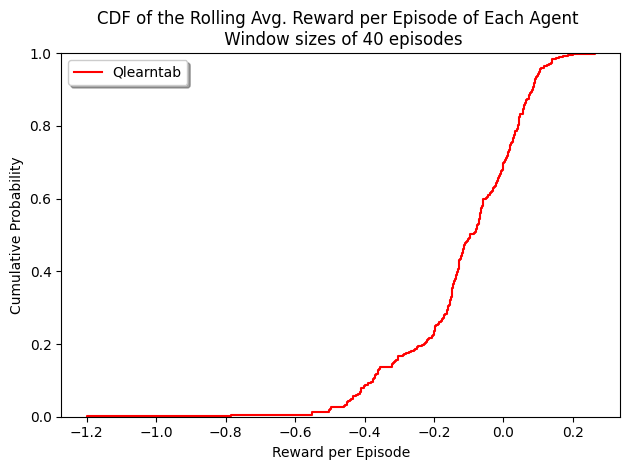 CDF of the Rolling Avg. Reward per Episode of Each Agent
Window sizes of 40 episodes
Qlearntab
Cumulative Probability
1.0
0.8
0.6
0.4
0.2
0.0
−1.2 −1.0 −0.8 −0.6 −0.4 −0.2 0.0 0.2
Reward per Episode